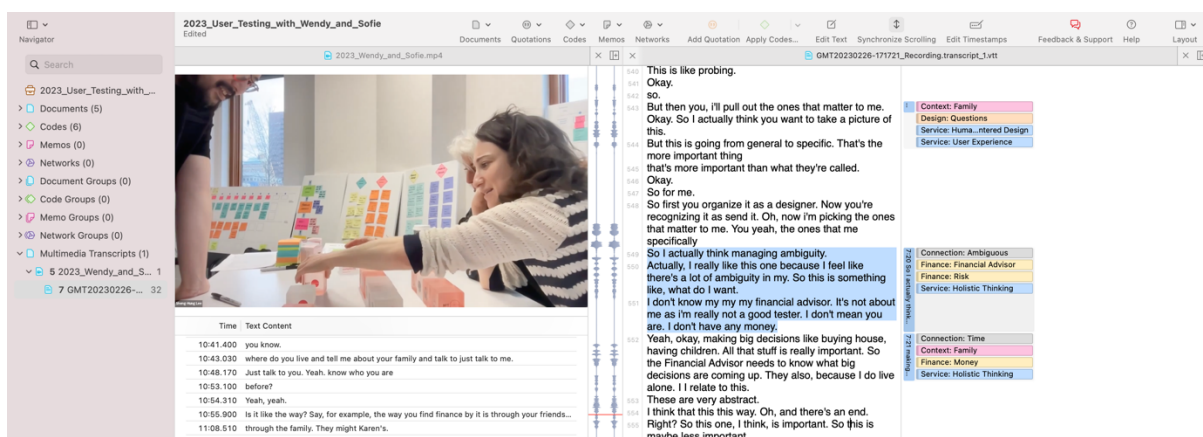 2023_User_Testing_with_Wendy_and_Sofie
Edited
Navigator
Documents
Quotations
Codes
Memos
Networks
Add Quotation
Apply Codes...
Edit Text
Synchronize Scrolling
Edit Timestamps
Feedback & Support
Help
Layout
2023_Wendy_and_Sofie.mp4
GMT20230226-171721_Recording.transcript_1.vtt
Search
2023_User_Testing_with_...
Documents (5)
Codes (6)
Memos (0)
Networks (0)
Document Groups (0)
Code Groups (0)
Memo Groups (0)
Network Groups (0)
Multimedia Transcripts (1)
5 2023_Wendy_and_S... 1
7 GMT20230226-... 32
Time Text Content
10:41.400 you know.
10:43.030 where do you live and tell me about your family and talk to just talk to me.
10:48.170 Just talk to you. Yeah. know who you are
10:53.100 before?
10:54.310 Yeah, yeah.
10:55.900 Is it like the way? Say, for example, the way you find finance by it is through your friends...
11:08.510 through the family. They might Karen's.
540 This is like probing.
541 Okay.
542 so.
543 But then you, i'll pull out the ones that matter to me.
Okay. So I actually think you want to take a picture of
this.
544 But this is going from general to specific. That's the
more important thing
545 that's more important than what they're called.
546 Okay.
547 So for me.
548 So first you organize it as a designer. Now you're
recognizing it as send it. Oh, now i'm picking the ones
that matter to me. You yeah, the ones that me
specifically
549 So I actually think managing ambiguity.
550 Actually, I really like this one because I feel like
there's a lot of ambiguity in my. So this is something
like, what do I want.
551 I don't know my my my financial advisor. It's not about
me as i'm really not a good tester. I don't mean you
are. I don't have any money.
552 Yeah, okay, making big decisions like buying house,
having children. All that stuff is really important. So
the Financial Advisor needs to know what big
decisions are coming up. They also, because I do live
alone. I I relate to this.
553 These are very abstract.
554 I think that this this way. Oh, and there's an end.
555 Right? So this one, I think, is important. So this is
maybe less important
Context: Family
Design: Questions
Service: Huma...ntered Design
Service: User Experience
7:20 So I actually think...
Connection: Ambiguous
Finance: Financial Advisor
Finance: Risk
Service: Holistic Thinking
7:21 making...
Connection: Time
Context: Family
Finance: Money
Service: Holistic Thinking